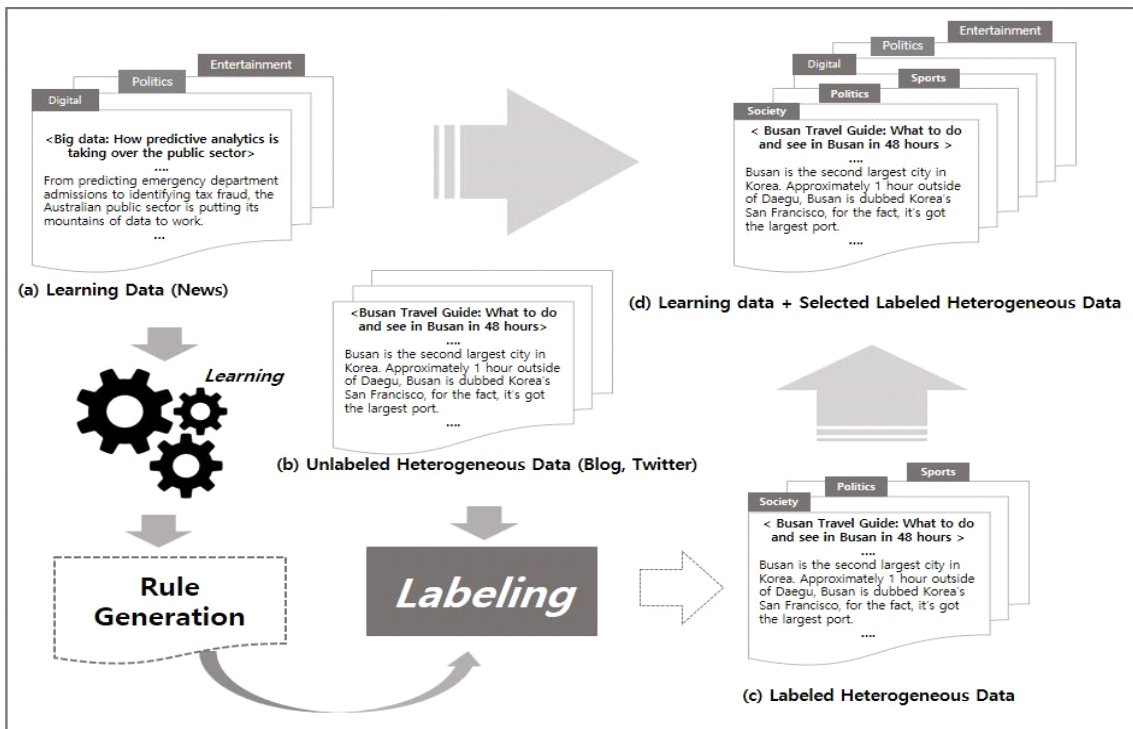 Entertainment
Politics
Digital
<Big data: How predictive analytics is
taking over the public sector>
....
From predicting emergency department
admissions to identifying tax fraud, the
Australian public sector is putting its
mountains of data to work.
...
(a) Learning Data (News)
Entertainment
Politics
Digital
Sports
Politics
Society
< Busan Travel Guide: What to do
and see in Busan in 48 hours >
....
Busan is the second largest city in
Korea. Approximately 1 hour outside
of Daegu, Busan is dubbed Korea's
San Francisco, for the fact, it's got
the largest port.
....
(d) Learning data + Selected Labeled Heterogeneous Data
<Busan Travel Guide: What to do
and see in Busan in 48 hours>
....
Busan is the second largest city in
Korea. Approximately 1 hour outside
of Daegu, Busan is dubbed Korea's
San Francisco, for the fact, it's got
the largest port.
....
(b) Unlabeled Heterogeneous Data (Blog, Twitter)
Learning
Rule
Generation
Labeling
Sports
Politics
Society
< Busan Travel Guide: What to do
and see in Busan in 48 hours >
....
Busan is the second largest city in
Korea. Approximately 1 hour outside
of Daegu, Busan is dubbed Korea's
San Francisco, for the fact, it's got
the largest port.
....
(c) Labeled Heterogeneous Data